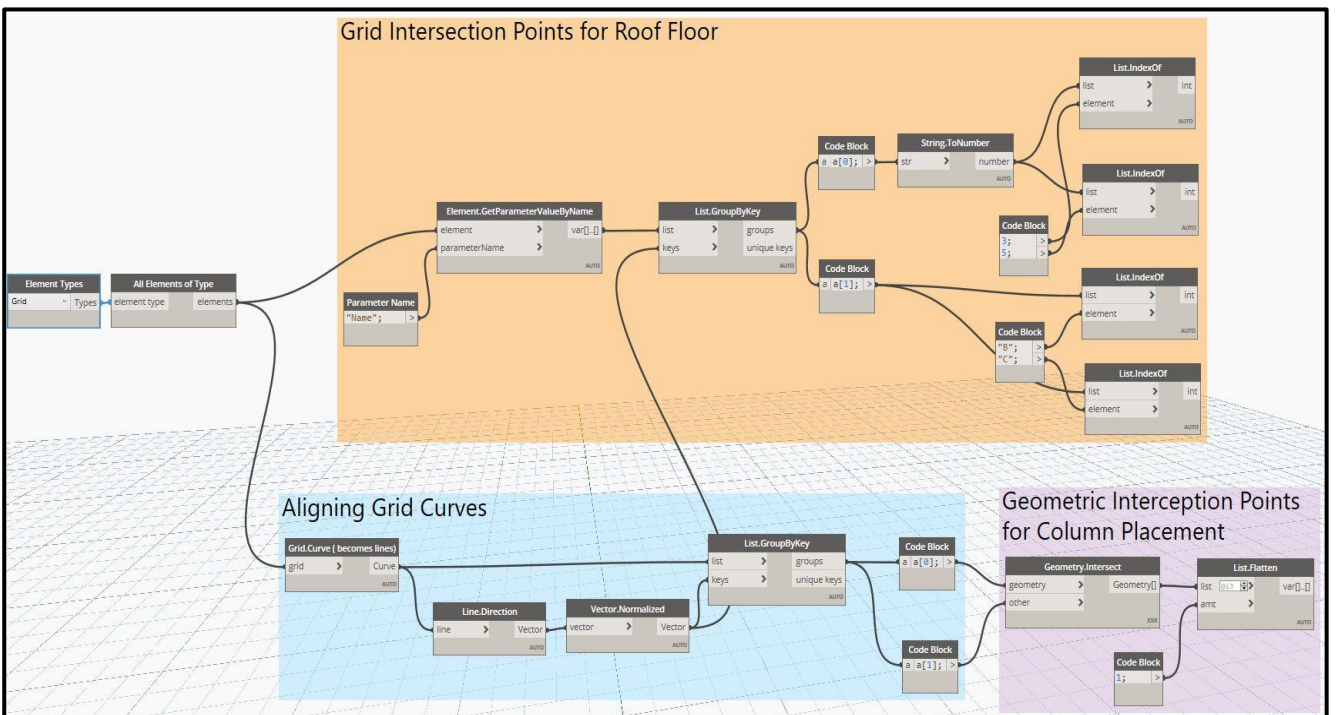 Grid Intersection Points for Roof Floor
Element Types
Grid Types
All Elements of Type
element type elements
Element.GetParameterValueByName
element var[]..[]
parameterName
AUTO
Parameter Name
"Name"; >
List.GroupByKey
list groups
keys unique keys
AUTO
Code Block
a a[0]; >
String.ToNumber
str number
AUTO
Code Block
a a[1]; >
List.IndexOf
list int
element
AUTO
List.IndexOf
list int
element
AUTO
Code Block
3; >
5; >
List.IndexOf
list int
element
AUTO
Code Block
"B"; >
"C"; >
List.IndexOf
list int
element
AUTO
Aligning Grid Curves
Grid.Curve ( becomes lines)
grid Curve
AUTO
Line.Direction
line Vector
AUTO
Vector.Normalized
vector Vector
AUTO
List.GroupByKey
list groups
keys unique keys
AUTO
Code Block
a a[0]; >
Code Block
a a[1]; >
Geometric Interception Points
for Column Placement
Geometry.Intersect
geometry Geometry[]
other
XXX
List.Flatten
list @L3 var[]..[]
amt
AUTO
Code Block
1; >